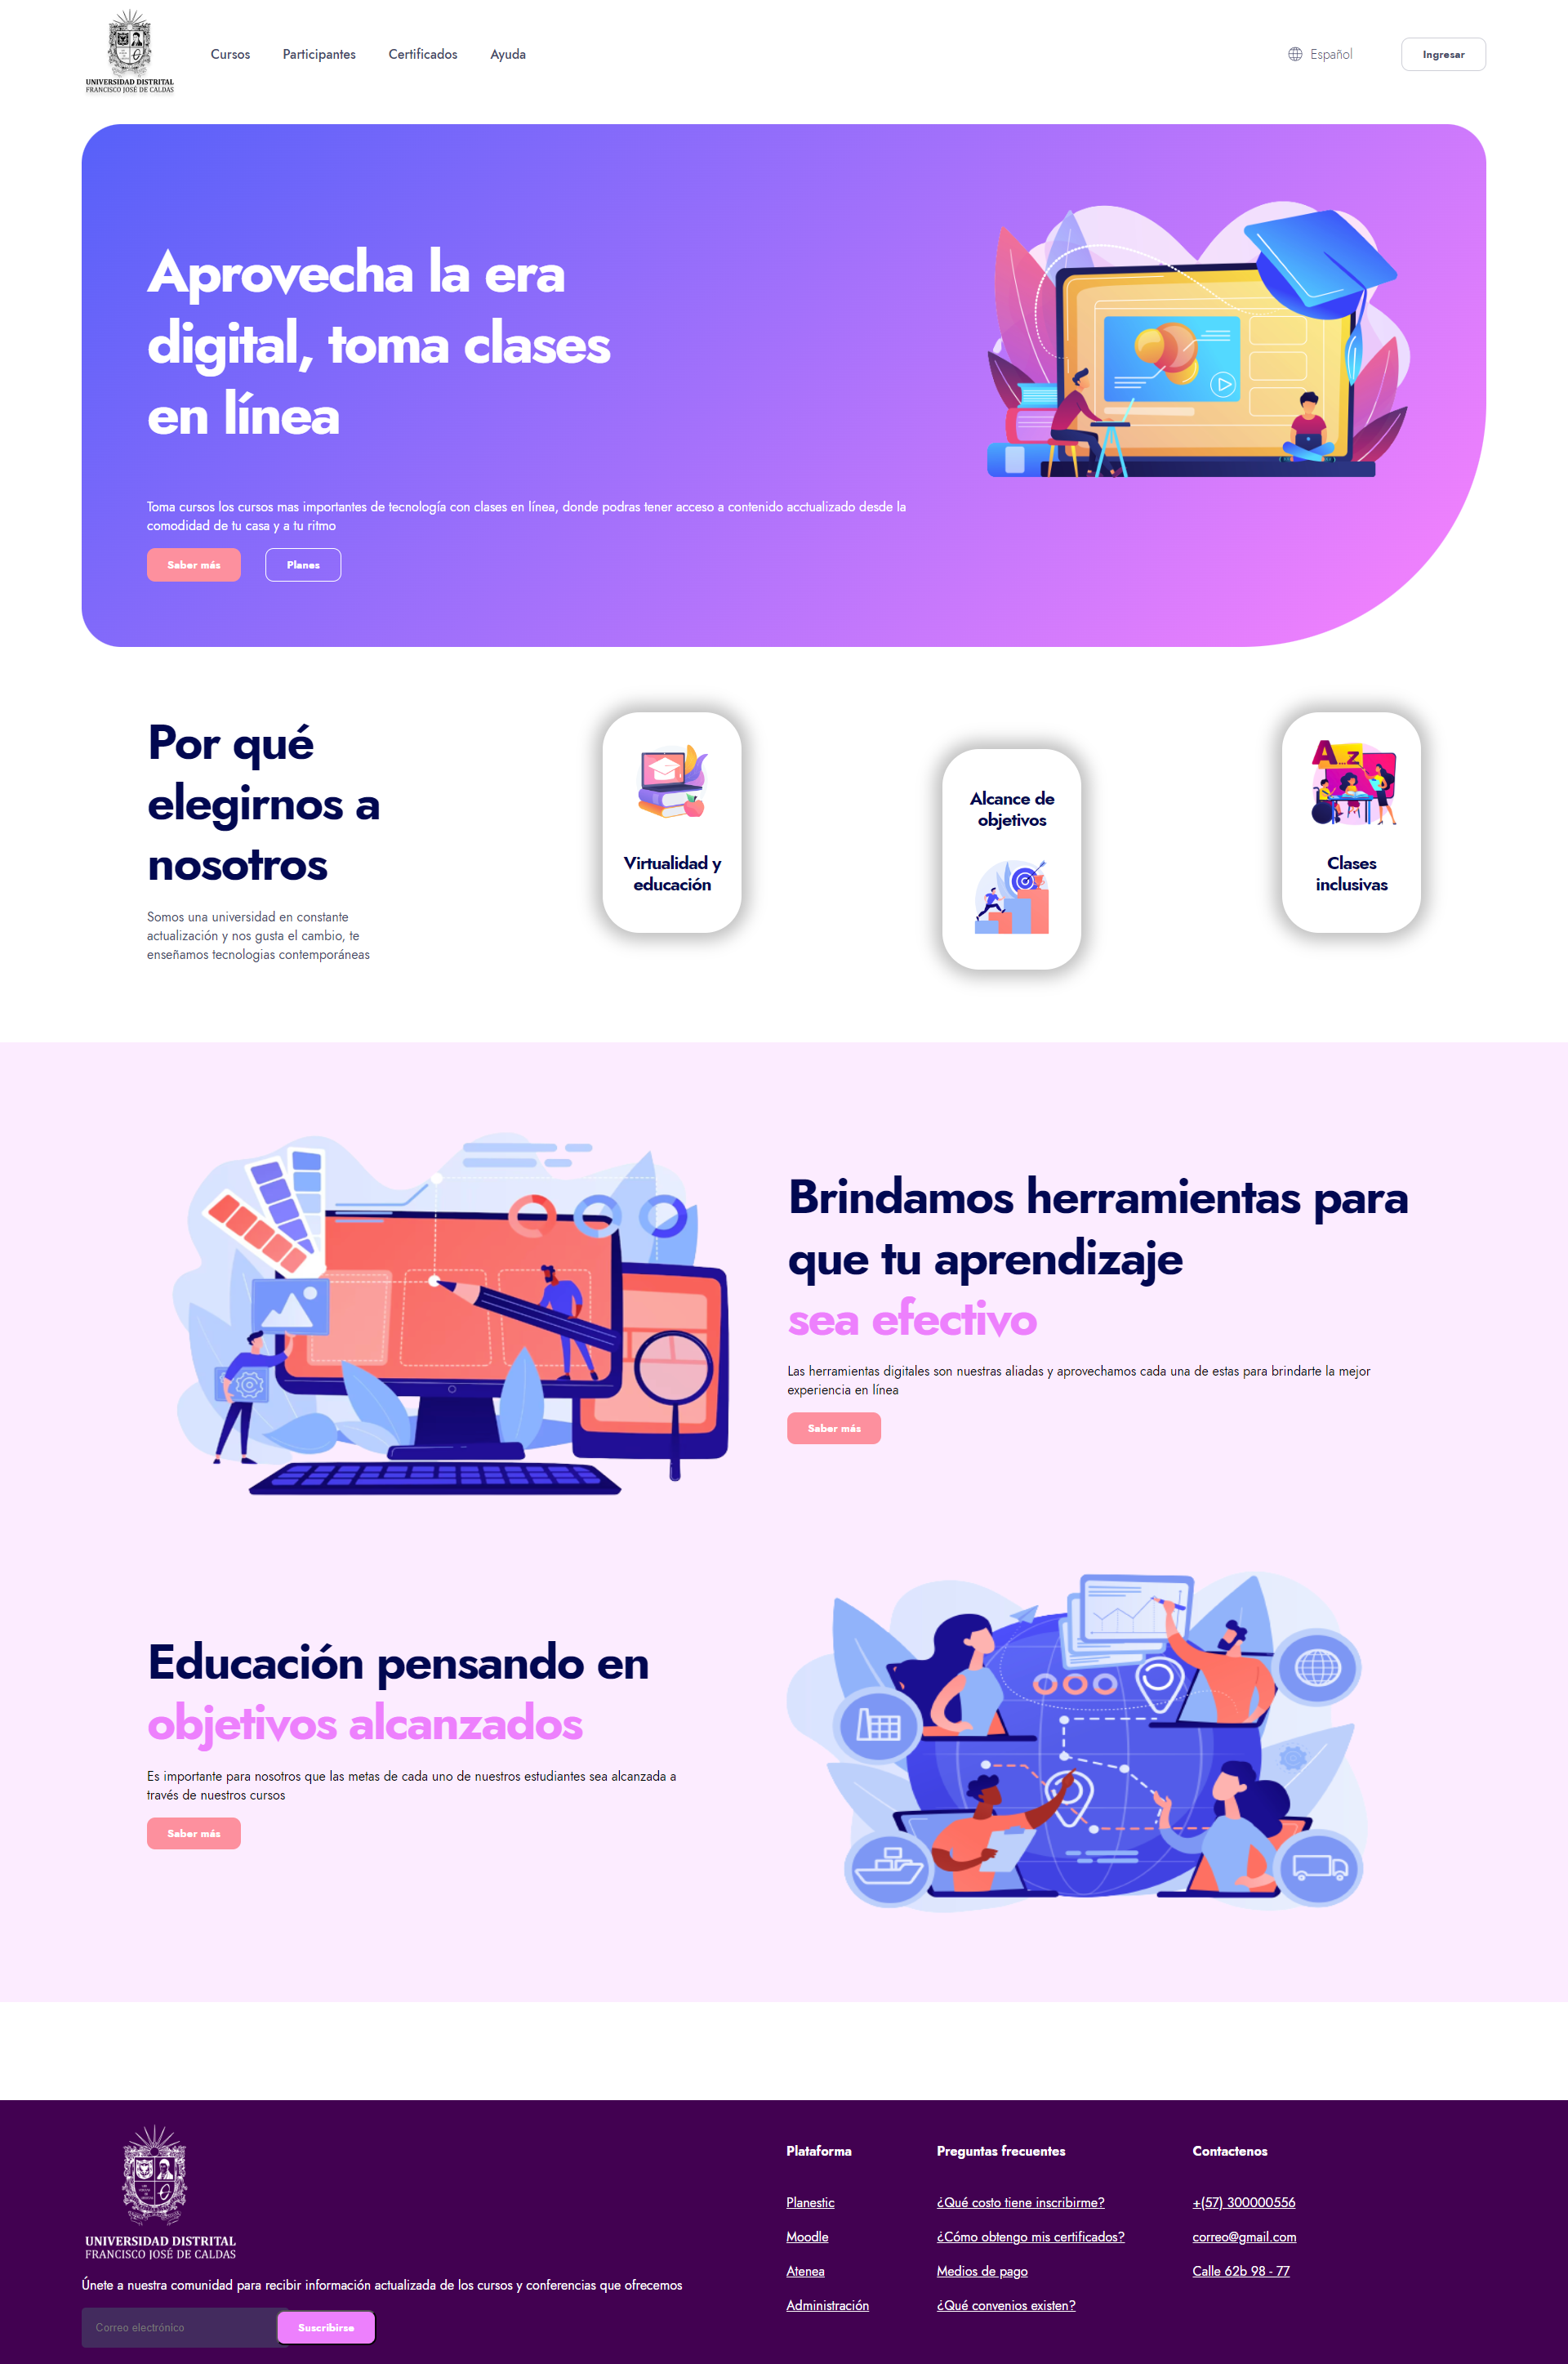 UNIVERSIDAD DISTRITAL
FRANCISCO JOSÉ DE CALDAS
Cursos
Participantes
Certificados
Ayuda
Español
Ingresar
Aprovecha la era
digital, toma clases
en línea
Toma cursos los cursos mas importantes de tecnología con clases en línea, donde podras tener acceso a contenido acctualizado desde la
comodidad de tu casa y a tu ritmo
Saber más
Planes
Por qué
elegirnos a
nosotros
Somos una universidad en constante
actualización y nos gusta el cambio, te
enseñamos tecnologias contemporáneas
Virtualidad y
educación
Alcance de
objetivos
A...z
Clases
inclusivas
Brindamos herramientas para
que tu aprendizaje
sea efectivo
Las herramientas digitales son nuestras aliadas y aprovechamos cada una de estas para brindarte la mejor
experiencia en línea
Saber más
Educación pensando en
objetivos alcanzados
Es importante para nosotros que las metas de cada uno de nuestros estudiantes sea alcanzada a
través de nuestros cursos
Saber más
UNIVERSIDAD DISTRITAL
FRANCISCO JOSÉ DE CALDAS
Únete a nuestra comunidad para recibir información actualizada de los cursos y conferencias que ofrecemos
Correo electrónico
Suscribirse
Plataforma
Planestic
Moodle
Atenea
Administración
Preguntas frecuentes
¿Qué costo tiene inscribirme?
¿Cómo obtengo mis certificados?
Medios de pago
¿Qué convenios existen?
Contactenos
+(57) 300000556
correo@gmail.com
Calle 62b 98 - 77